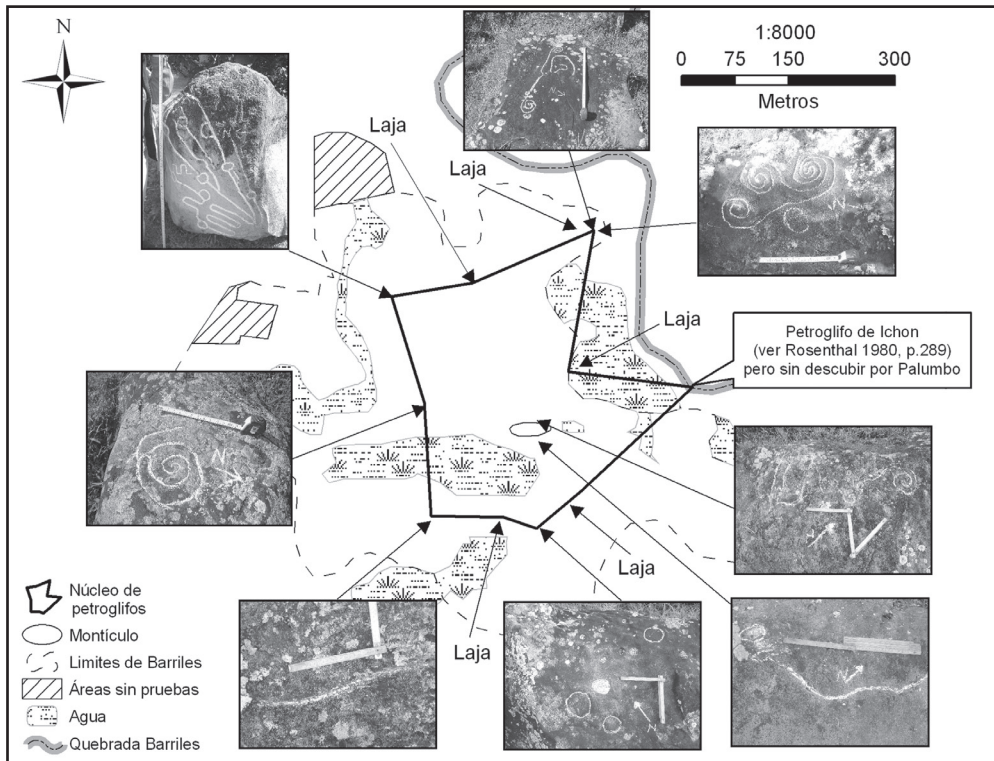 N
1:8000
0 75 150 300
Metros
Laja
Laja
Laja
Petroglifo de Ichon
(ver Rosenthal 1980, p.289)
pero sin descubir por Palumbo
Laja
Laja
Núcleo de
petroglifos
Montículo
Limites de Barriles
Áreas sin pruebas
Agua
Quebrada Barriles
N
N
N
N
N
N